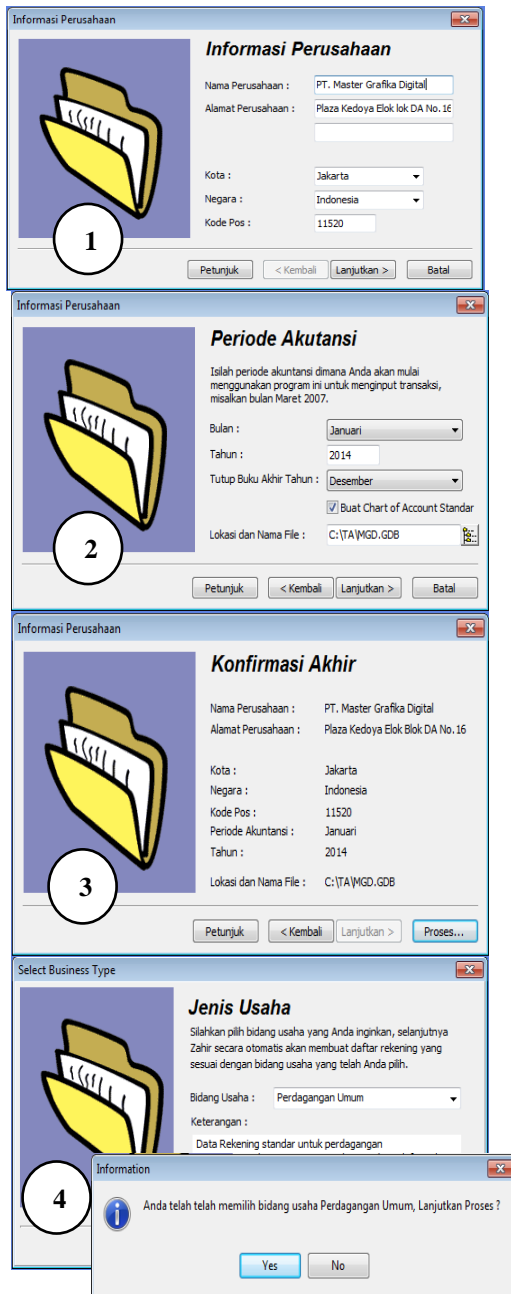 Informasi Perusahaan
Informasi Perusahaan
Nama Perusahaan : PT. Master Grafika Digital
Alamat Perusahaan : Plaza Kedoya Elok lok DA No.16
Kota : Jakarta
Negara : Indonesia
Kode Pos : 11520
1
Petunjuk < Kembali Lanjutkan > Batal
Informasi Perusahaan
Periode Akutansi
Isilah periode akuntansi dimana Anda akan mulai
menggunakan program ini untuk menginput transaksi,
misalkan bulan Maret 2007.
Bulan : Januari
Tahun : 2014
Tutup Buku Akhir Tahun : Desember
Buat Chart of Account Standar
Lokasi dan Nama File : C:\TA\MGD.GDB
2
Petunjuk < Kembali Lanjutkan > Batal
Informasi Perusahaan
Konfirmasi Akhir
Nama Perusahaan : PT. Master Grafika Digital
Alamat Perusahaan : Plaza Kedoya Elok Blok DA No.16
Kota : Jakarta
Negara : Indonesia
Kode Pos : 11520
Periode Akuntansi : Januari
Tahun : 2014
Lokasi dan Nama File : C:\TA\MGD.GDB
3
Petunjuk < Kembali Lanjutkan > Proses...
Select Business Type
Jenis Usaha
Silahkan pilih bidang usaha yang Anda inginkan, selanjutnya
Zahir secara otomatis akan membuat daftar rekening yang
sesuai dengan bidang usaha yang telah Anda pilih.
Bidang Usaha : Perdagangan Umum
Keterangan :
Data Rekening standar untuk perdagangan
4
Information
Anda telah telah memilih bidang usaha Perdagangan Umum, Lanjutkan Proses ?
Yes No